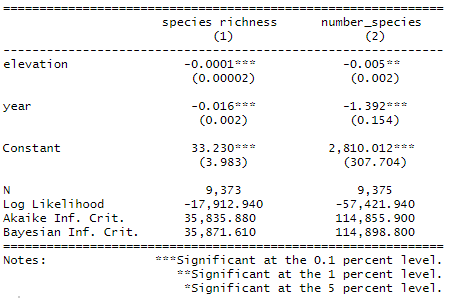 ==========================================================
species richness number_species
(1) (2)
----------------------------------------------------------
elevation -0.0001*** -0.005**
(0.00002) (0.002)
year -0.016*** -1.392***
(0.002) (0.154)
Constant 33.230*** 2,810.012***
(3.983) (307.704)
N 9,373 9,375
Log Likelihood -17,912.940 -57,421.940
Akaike Inf. Crit. 35,835.880 114,855.900
Bayesian Inf. Crit. 35,871.610 114,898.800
==========================================================
Notes: ***Significant at the 0.1 percent level.
**Significant at the 1 percent level.
*Significant at the 5 percent level.